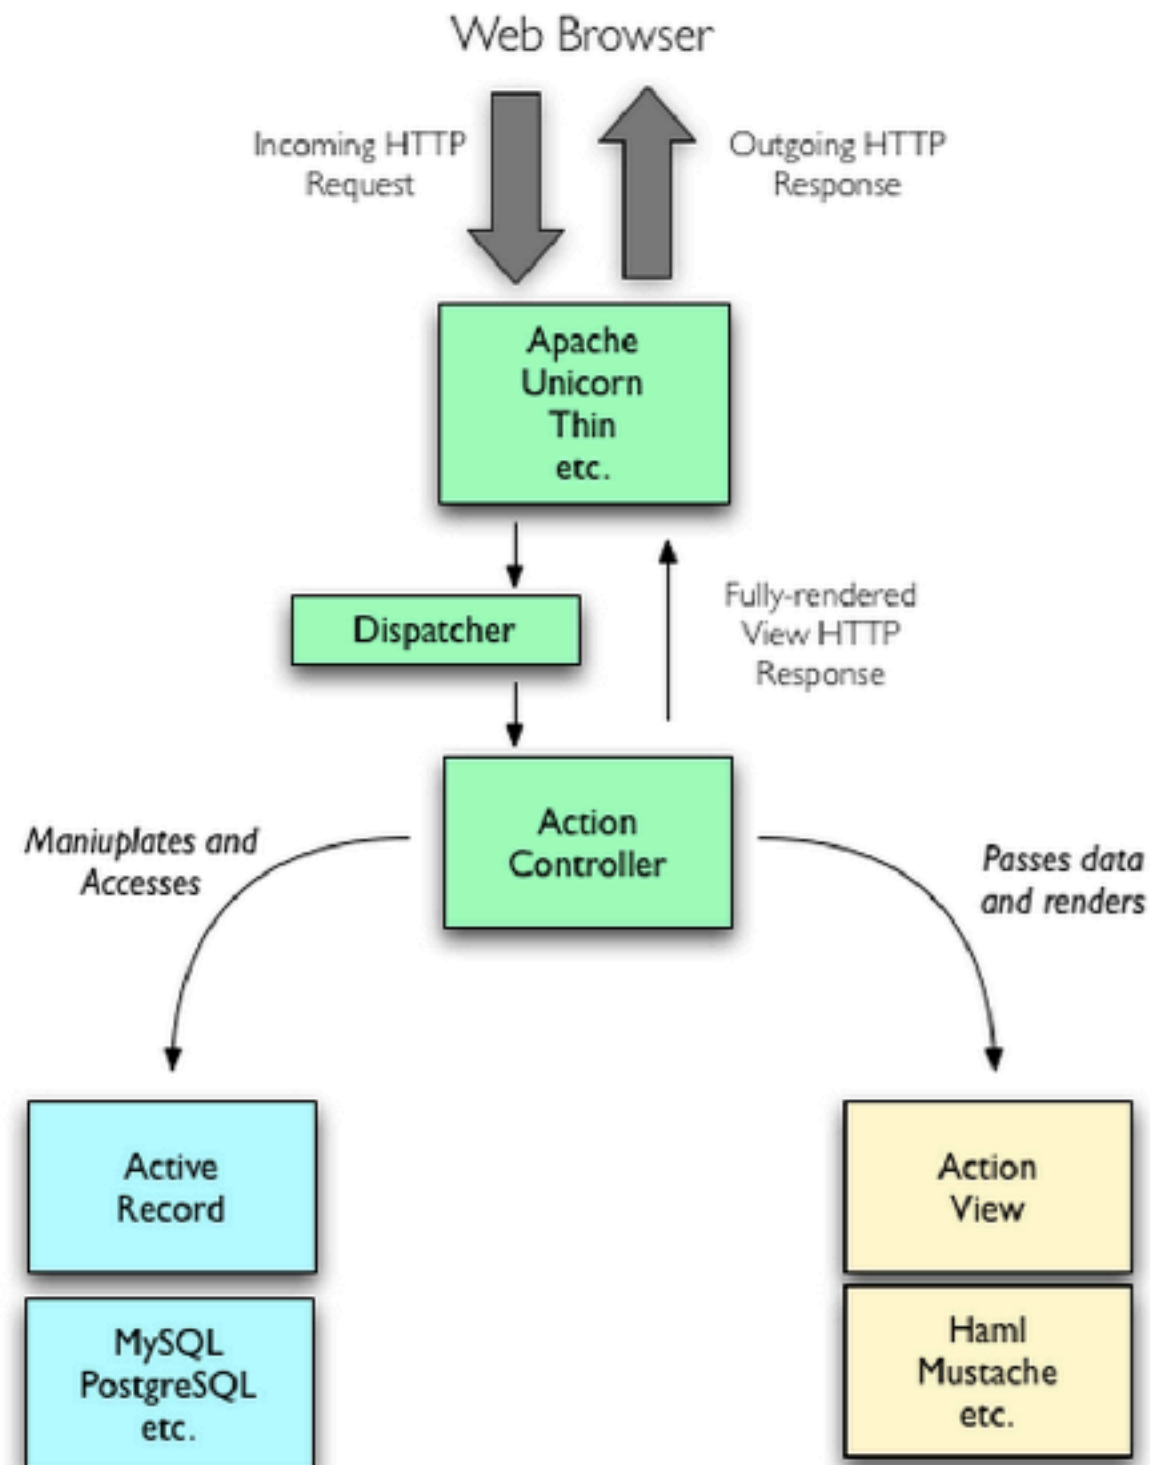 Web Browser
Incoming HTTP
Request
Outgoing HTTP
Response
Apache
Unicorn
Thin
etc.
Dispatcher
Fully-rendered
View HTTP
Response
Action
Controller
Maniuplates and
Accesses
Passes data
and renders
Active
Record
Action
View
MySQL
PostgreSQL
etc.
Haml
Mustache
etc.